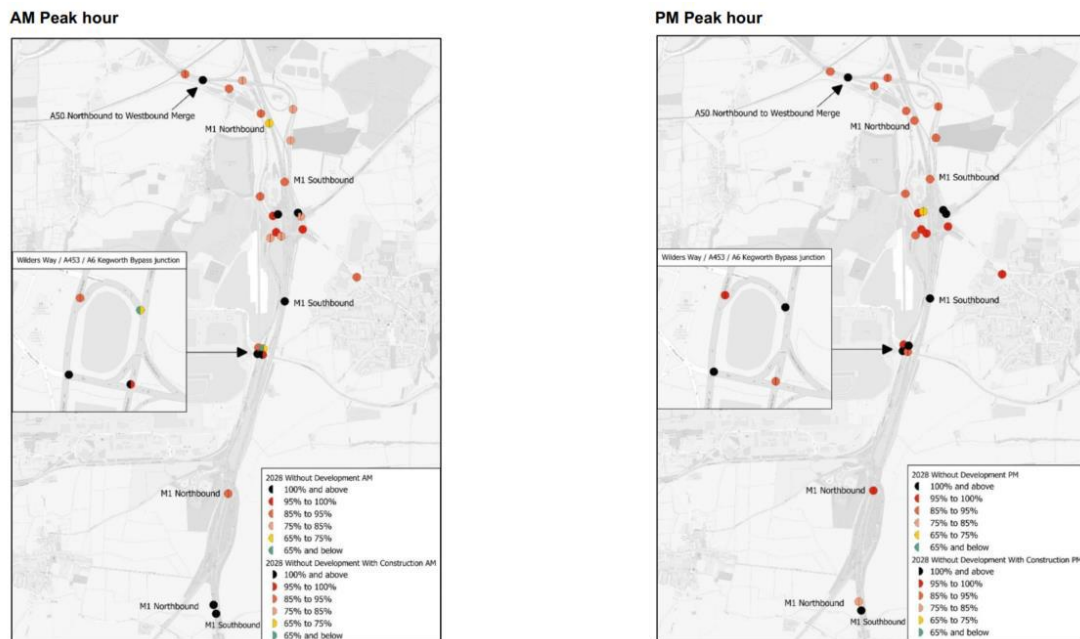 AM Peak hour
A50 Northbound to Westbound Merge
M1 Northbound
M1 Southbound
Wilders Way / A453 / A6 Kegworth Bypass junction
M1 Southbound
M1 Northbound
M1 Northbound
M1 Southbound
2028 Without Development AM
100% and above
95% to 100%
85% to 95%
75% to 85%
65% to 75%
65% and below
2028 Without Development With Construction AM
100% and above
95% to 100%
85% to 95%
75% to 85%
65% to 75%
65% and below
PM Peak hour
A50 Northbound to Westbound Merge
M1 Northbound
M1 Southbound
Wilders Way / A453 / A6 Kegworth Bypass junction
M1 Southbound
M1 Northbound
M1 Northbound
M1 Southbound
2028 Without Development PM
100% and above
95% to 100%
85% to 95%
75% to 85%
65% to 75%
65% and below
2028 Without Development With Construction PM
100% and above
95% to 100%
85% to 95%
75% to 85%
65% to 75%
65% and below